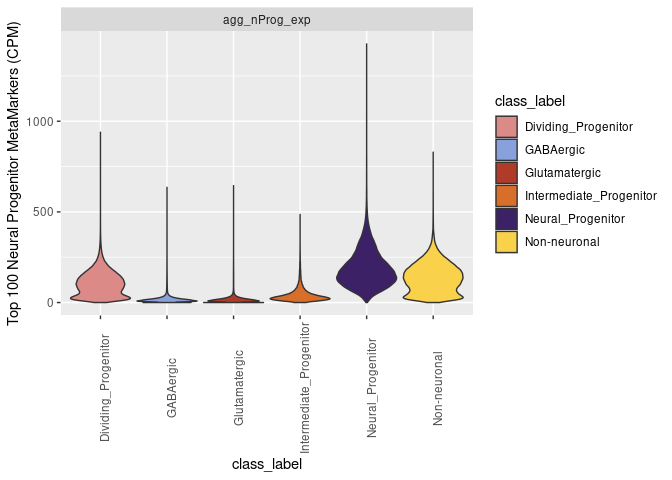 agg_nProg_exp
Top 100 Neural Progenitor MetaMarkers (CPM)
1000
500
0
Dividing_Progenitor
GABAergic
Glutamatergic
Intermediate_Progenitor
Neural_Progenitor
Non-neuronal
class_label
class_label
Dividing_Progenitor
GABAergic
Glutamatergic
Intermediate_Progenitor
Neural_Progenitor
Non-neuronal